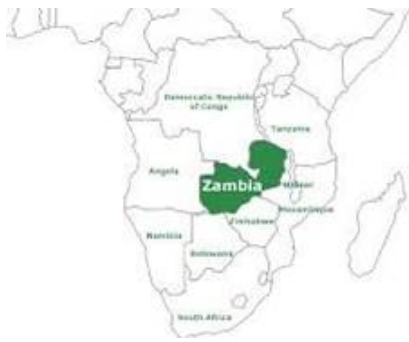 Democratic Republic
of Congo
Tanzania
Angola
Zambia
Malawi
Mozambique
Zimbabwe
Namibia
Botswana
South Africa